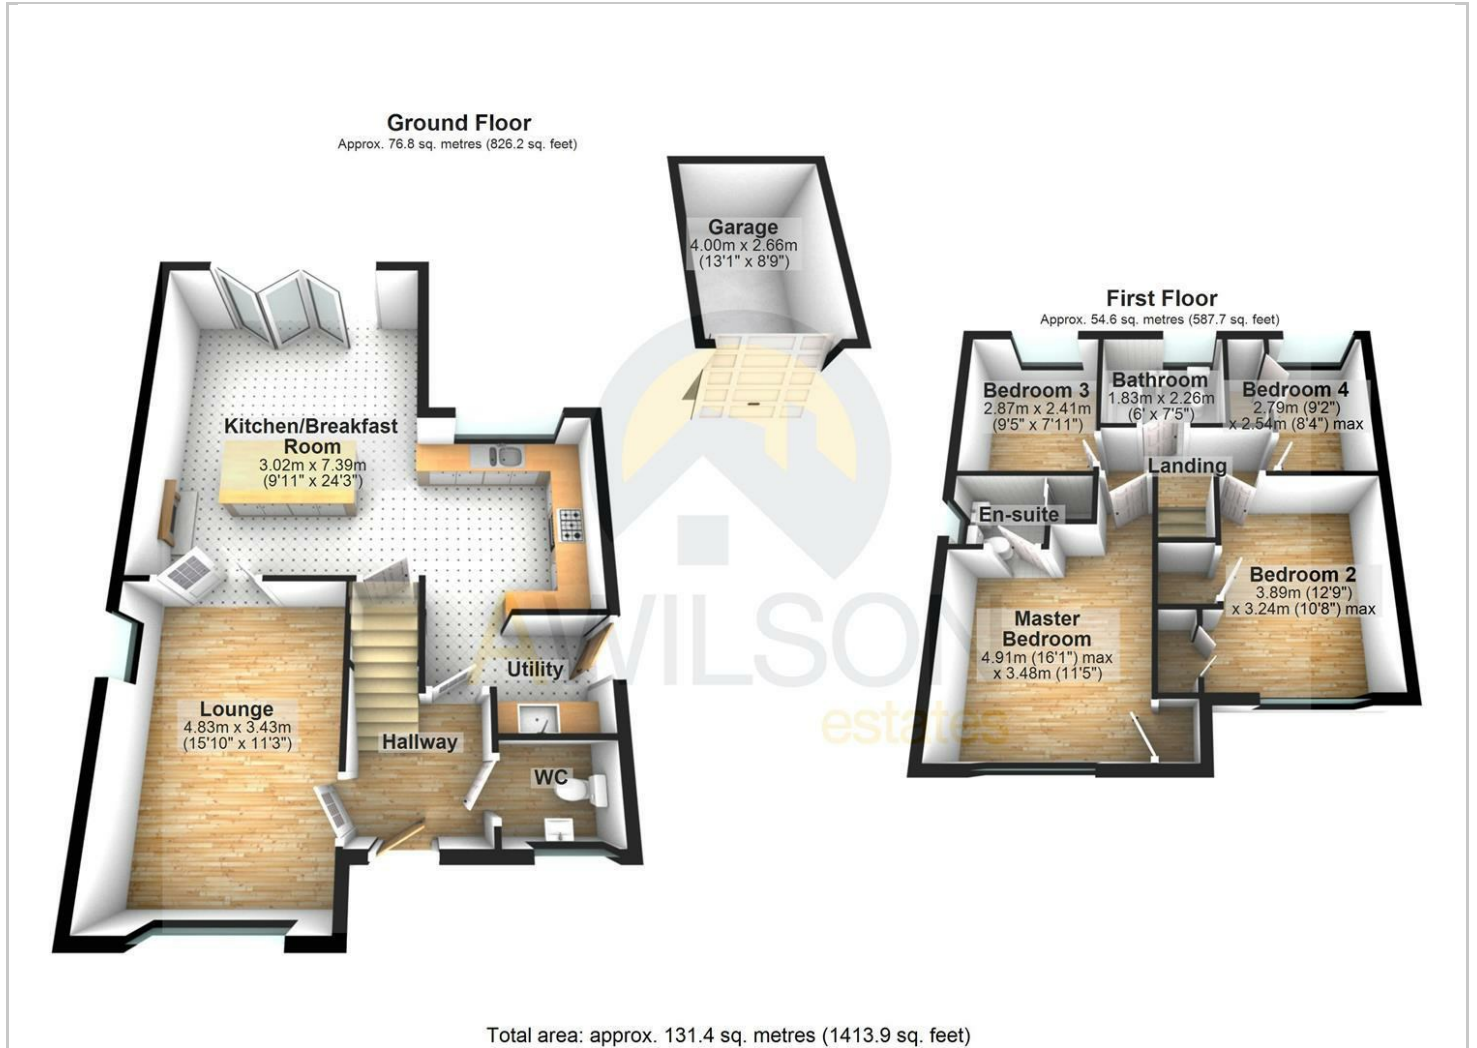 Ground Floor
Approx. 76.8 sq. metres (826.2 sq. feet)
Garage
4.00m x 2.66m
(13'1" x 8'9")
Kitchen/Breakfast
Room
3.02m x 7.39m
(9'11" x 24'3")
Utility
Lounge
4.83m x 3.43m
(15'10" x 11'3")
Hallway
WC
First Floor
Approx. 54.6 sq. metres (587.7 sq. feet)
Bedroom 3
2.87m x 2.41m
(9'5" x 7'11")
Bathroom
1.83m x 2.26m
(6' x 7'5")
Bedroom 4
2.79m (9'2")
x 2.54m (8'4") max
Landing
En-suite
Bedroom 2
3.89m (12'9")
x 3.24m (10'8") max
Master
Bedroom
4.91m (16'1") max
x 3.48m (11'5")
AWILSON
estates
Total area: approx. 131.4 sq. metres (1413.9 sq. feet)